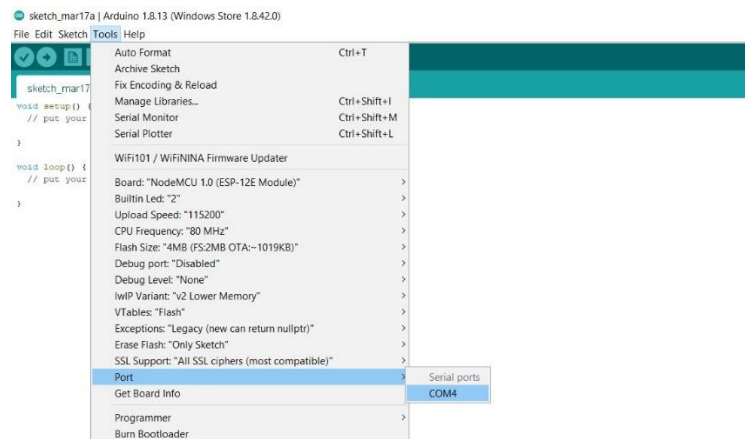 sketch_mar17a | Arduino 1.8.13 (Windows Store 1.8.42.0)
File Edit Sketch Tools Help
sketch_mar17
void setup() {
// put your
}
void loop() {
// put your
}
Auto Format Ctrl+T
Archive Sketch
Fix Encoding & Reload
Manage Libraries... Ctrl+Shift+I
Serial Monitor Ctrl+Shift+M
Serial Plotter Ctrl+Shift+L
WiFi101 / WiFiNINA Firmware Updater
Board: "NodeMCU 1.0 (ESP-12E Module)"
Builtin Led: "2"
Upload Speed: "115200"
CPU Frequency: "80 MHz"
Flash Size: "4MB (FS:2MB OTA:~1019KB)"
Debug port: "Disabled"
Debug Level: "None"
lwIP Variant: "v2 Lower Memory"
VTables: "Flash"
Exceptions: "Legacy (new can return nullptr)"
Erase Flash: "Only Sketch"
SSL Support: "All SSL ciphers (most compatible)"
Port
Serial ports
COM4
Get Board Info
Programmer
Burn Bootloader